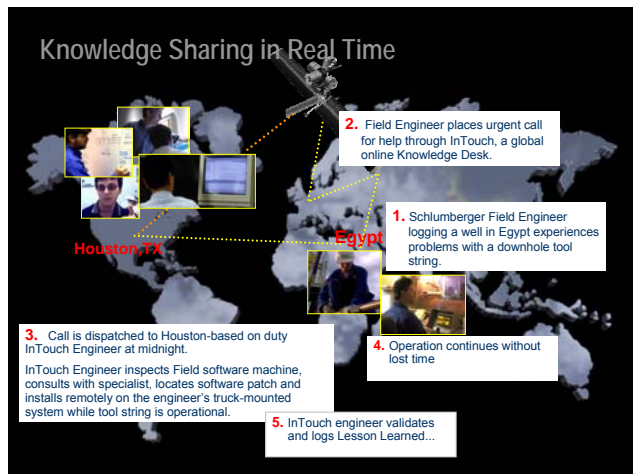 Knowledge Sharing in Real Time
2. Field Engineer places urgent call
for help through InTouch, a global
online Knowledge Desk.
1. Schlumberger Field Engineer
logging a well in Egypt experiences
problems with a downhole tool
string.
Egypt
Houston,TX
3. Call is dispatched to Houston-based on duty
InTouch Engineer at midnight.
InTouch Engineer inspects Field software machine,
consults with specialist, locates software patch and
installs remotely on the engineer's truck-mounted
system while tool string is operational.
4. Operation continues without
lost time
5. InTouch engineer validates
and logs Lesson Learned...